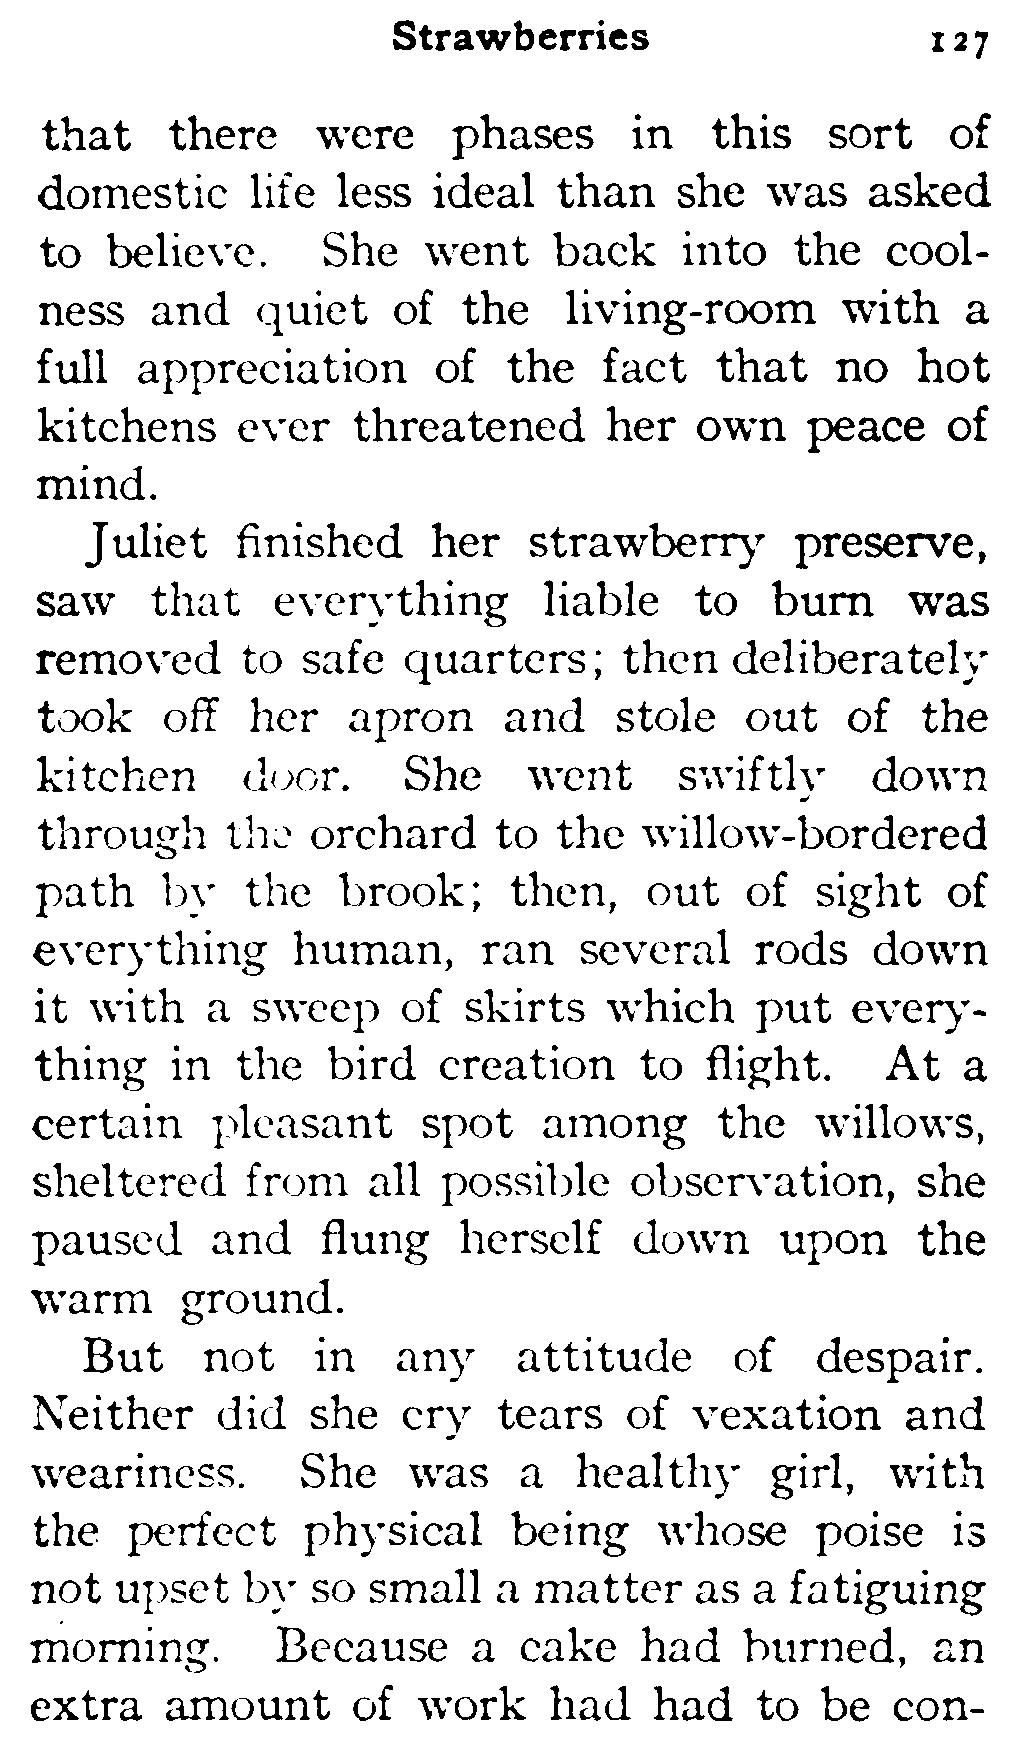 Strawberries 127
that there were phases in this sort of
domestic life less ideal than she was asked
to believe. She went back into the cool-
ness and quiet of the living-room with a
full appreciation of the fact that no hot
kitchens ever threatened her own peace of
mind.
Juliet finished her strawberry preserve,
saw that everything liable to burn was
removed to safe quarters; then deliberately
took off her apron and stole out of the
kitchen door. She went swiftly down
through the orchard to the willow-bordered
path by the brook; then, out of sight of
everything human, ran several rods down
it with a sweep of skirts which put every-
thing in the bird creation to flight. At a
certain pleasant spot among the willows,
sheltered from all possible observation, she
paused and flung herself down upon the
warm ground.
But not in any attitude of despair.
Neither did she cry tears of vexation and
weariness. She was a healthy girl, with
the perfect physical being whose poise is
not upset by so small a matter as a fatiguing
morning. Because a cake had burned, an
extra amount of work had had to be con-